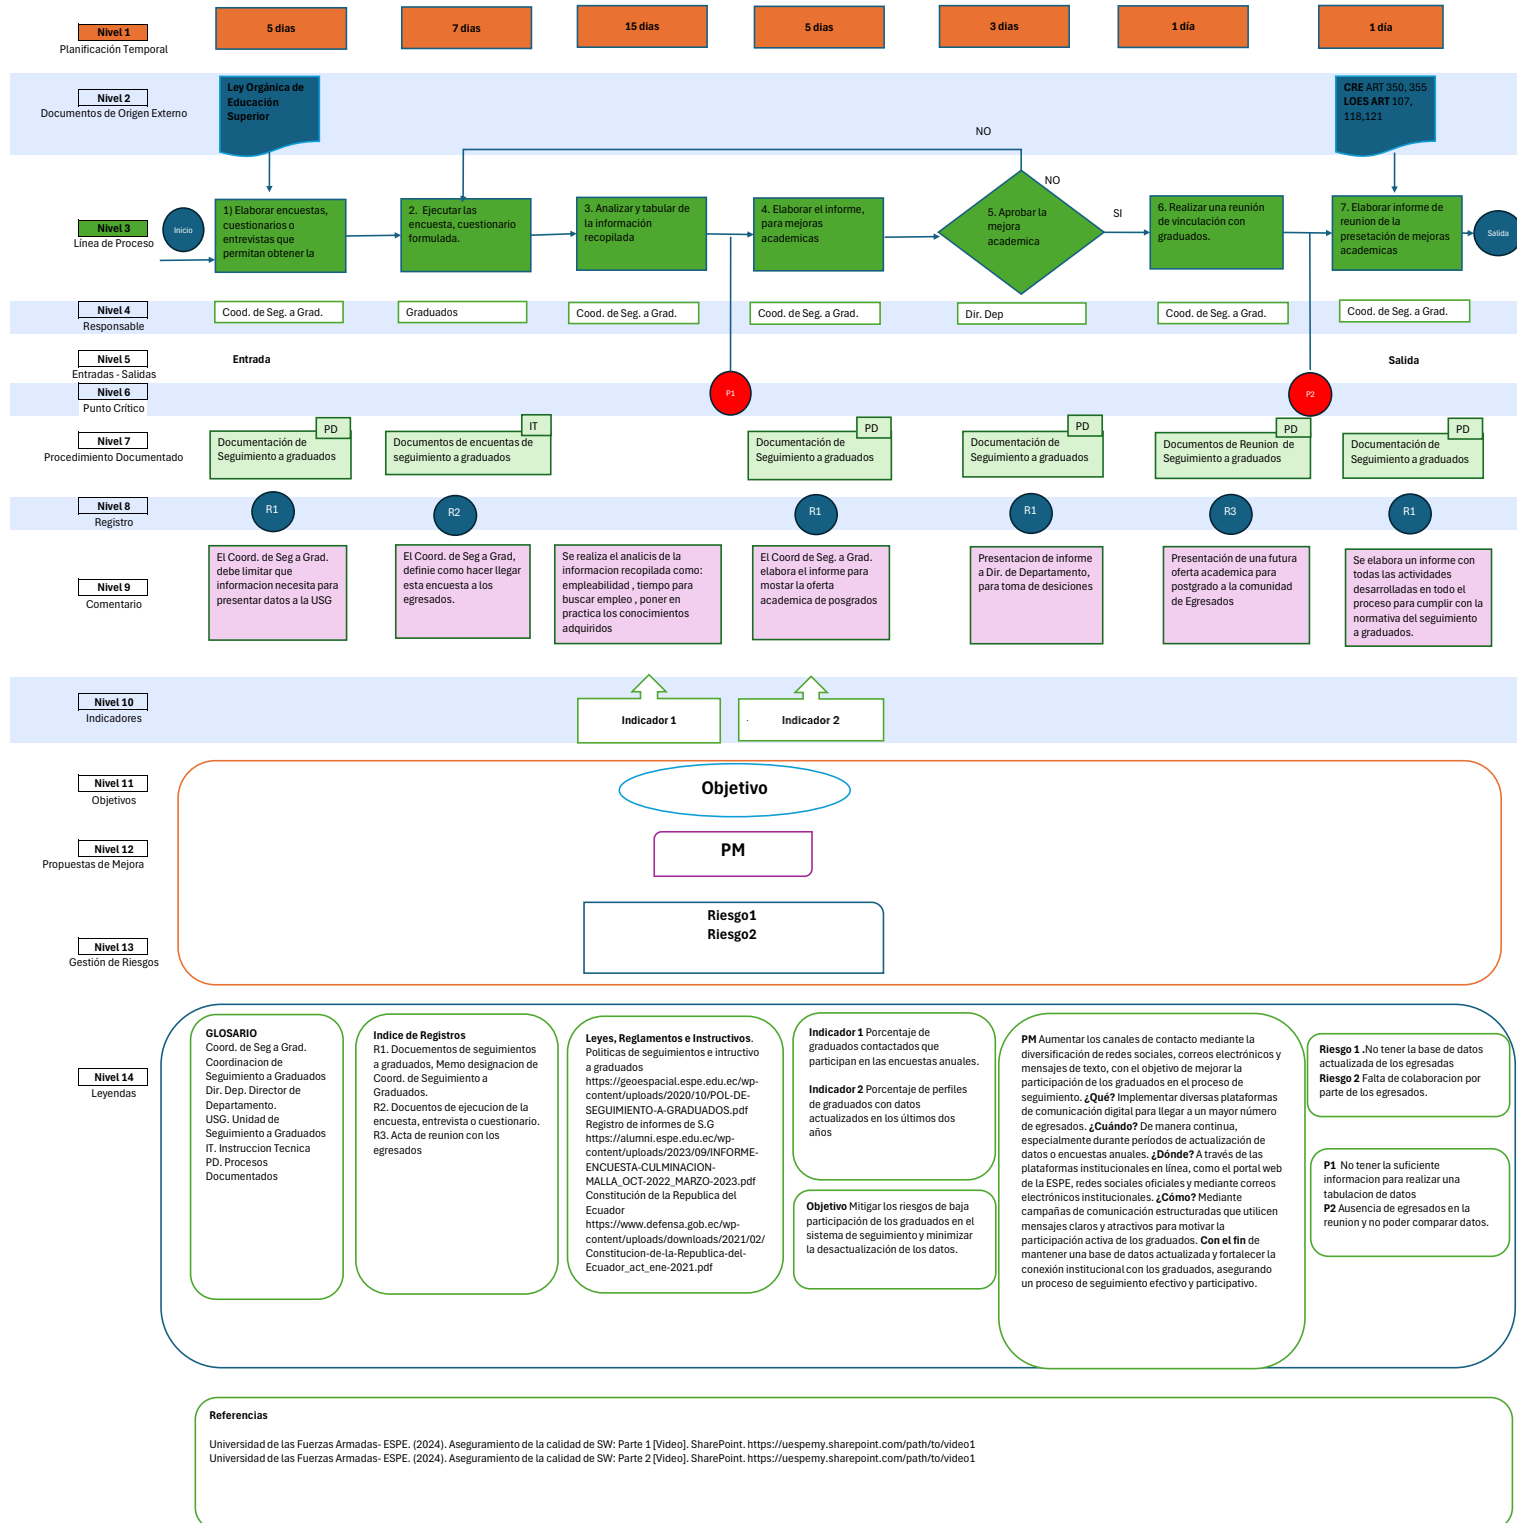 Nivel 1
Planificación Temporal
5 dias
7 dias
15 dias
5 dias
3 dias
1 día
1 día
Nivel 2
Documentos de Origen Externo
Ley Orgánica de
Educación
Superior
CRE ART 350, 355
LOES ART 107,
118,121
NO
NO
SI
Nivel 3
Línea de Proceso
Inicio
1) Elaborar encuestas,
cuestionarios o
entrevistas que
permitan obtener la
2. Ejecutar las
encuesta, cuestionario
formulada.
3. Analizar y tabular de
la información
recopilada
4. Elaborar el informe,
para mejoras
academicas
5. Aprobar la
mejora
academica
6. Realizar una reunión
de vinculación con
graduados.
7. Elaborar informe de
reunion de la
presetación de mejoras
academicas
Salida
Nivel 4
Responsable
Cood. de Seg. a Grad.
Graduados
Cood. de Seg. a Grad.
Cood. de Seg. a Grad.
Dir. Dep
Cood. de Seg. a Grad.
Cood. de Seg. a Grad.
Nivel 5
Entradas - Salidas
Entrada
Salida
Nivel 6
Punto Crítico
P1
P2
Nivel 7
Procedimiento Documentado
PD
Documentación de
Seguimiento a graduados
IT
Documentos de encuentas de
seguimiento a graduados
PD
Documentación de
Seguimiento a graduados
PD
Documentación de
Seguimiento a graduados
PD
Documentos de Reunion de
Seguimiento a graduados
PD
Documentación de
Seguimiento a graduados
Nivel 8
Registro
R1
R2
R1
R1
R3
R1
Nivel 9
Comentario
El Coord. de Seg a Grad.
debe limitar que
informacion necesita para
presentar datos a la USG
El Coord. de Seg a Grad,
definie como hacer llegar
esta encuesta a los
egresados.
Se realiza el analicis de la
informacion recopilada como:
empleabilidad , tiempo para
buscar empleo , poner en
practica los conocimientos
adquiridos
El Coord de Seg. a Grad.
elabora el informe para
mostar la oferta
academica de posgrados
Presentacion de informe
a Dir. de Departamento,
para toma de desiciones
Presentación de una futura
oferta academica para
postgrado a la comunidad
de Egresados
Se elabora un informe con
todas las actividades
desarrolladas en todo el
proceso para cumplir con la
normativa del seguimiento
a graduados.
Nivel 10
Indicadores
Indicador 1
Indicador 2
Nivel 11
Objetivos
Objetivo
Nivel 12
Propuestas de Mejora
PM
Nivel 13
Gestión de Riesgos
Riesgo1
Riesgo2
Nivel 14
Leyendas
GLOSARIO
Coord. de Seg a Grad.
Coordinacion de
Seguimiento a Graduados
Dir. Dep. Director de
Departamento.
USG. Unidad de
Seguimiento a Graduados
IT. Instruccion Tecnica
PD. Procesos
Documentados
Indice de Registros
R1. Docuementos de seguimientos
a graduados, Memo designacion de
Coord. de Seguimiento a
Graduados.
R2. Docuentos de ejecucion de la
encuesta, entrevista o cuestionario.
R3. Acta de reunion con los
egresados
Leyes, Reglamentos e Instructivos.
Politicas de seguimientos e intructivo
a graduados
https://geoespacial.espe.edu.ec/wp-
content/uploads/2020/10/POL-DE-
SEGUIMIENTO-A-GRADUADOS.pdf
Registro de informes de S.G
https://alumni.espe.edu.ec/wp-
content/uploads/2023/09/INFORME-
ENCUESTA-CULMINACION-
MALLA_OCT-2022_MARZO-2023.pdf
Constitución de la Republica del
Ecuador
https://www.defensa.gob.ec/wp-
content/uploads/downloads/2021/02/
Constitucion-de-la-Republica-del-
Ecuador_act_ene-2021.pdf
Indicador 1 Porcentaje de
graduados contactados que
participan en las encuestas anuales.
Indicador 2 Porcentaje de perfiles
de graduados con datos
actualizados en los últimos dos
años
Objetivo Mitigar los riesgos de baja
participación de los graduados en el
sistema de seguimiento y minimizar
la desactualización de los datos.
PM Aumentar los canales de contacto mediante la
diversificación de redes sociales, correos electrónicos y
mensajes de texto, con el objetivo de mejorar la
participación de los graduados en el proceso de
seguimiento. ¿Qué? Implementar diversas plataformas
de comunicación digital para llegar a un mayor número
de egresados. ¿Cuándo? De manera continua,
especialmente durante períodos de actualización de
datos o encuestas anuales. ¿Dónde? A través de las
plataformas institucionales en línea, como el portal web
de la ESPE, redes sociales oficiales y mediante correos
electrónicos institucionales. ¿Cómo? Mediante
campañas de comunicación estructuradas que utilicen
mensajes claros y atractivos para motivar la
participación activa de los graduados. Con el fin de
mantener una base de datos actualizada y fortalecer la
conexión institucional con los graduados, asegurando
un proceso de seguimiento efectivo y participativo.
Riesgo 1 .No tener la base de datos
actualizada de los egresadas
Riesgo 2 Falta de colaboracion por
parte de los egresados.
P1 No tener la suficiente
informacion para realizar una
tabulacion de datos
P2 Ausencia de egresados en la
reunion y no poder comparar datos.
Referencias
Universidad de las Fuerzas Armadas- ESPE. (2024). Aseguramiento de la calidad de SW: Parte 1 [Video]. SharePoint. https://uespemy.sharepoint.com/path/to/video1
Universidad de las Fuerzas Armadas- ESPE. (2024). Aseguramiento de la calidad de SW: Parte 2 [Video]. SharePoint. https://uespemy.sharepoint.com/path/to/video1